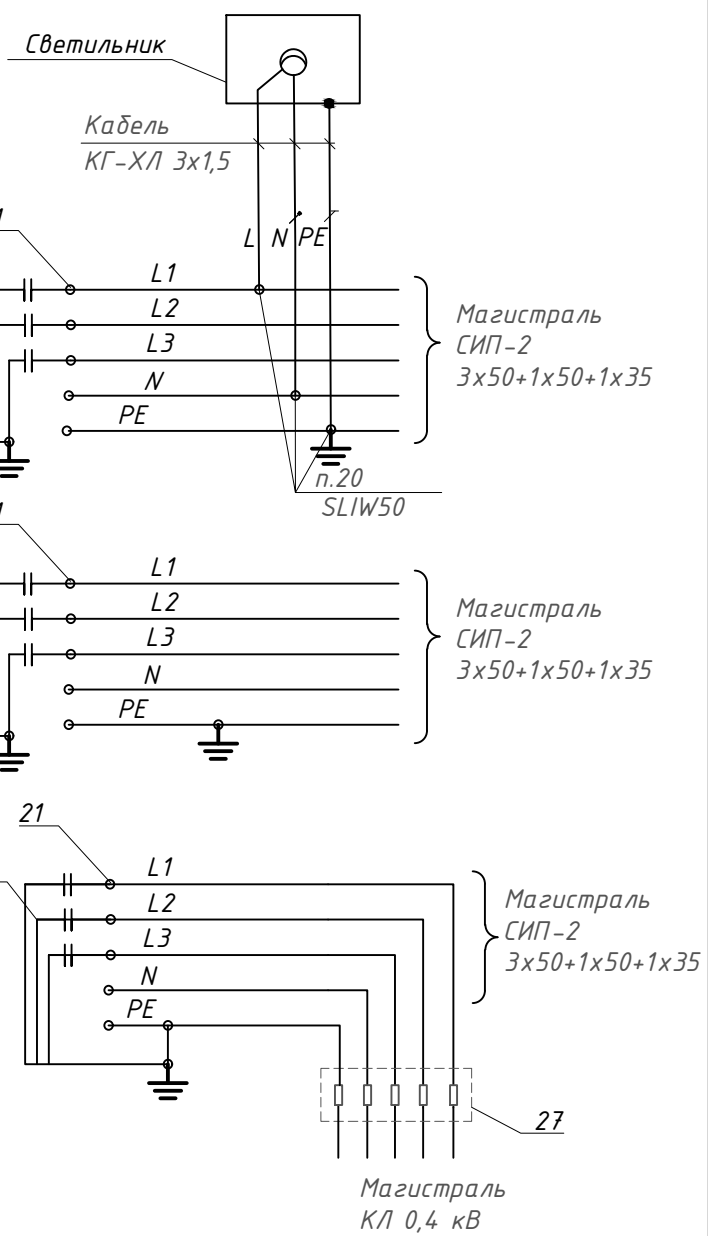 Светильник
Кабель
КГ-ХЛ 3х1,5
L N PE
L1
L2
L3
N
PE
Магистраль
СИП-2
3х50+1х50+1х35
п.20
SLIW50
L1
L2
L3
N
PE
Магистраль
СИП-2
3х50+1х50+1х35
21
L1
L2
L3
N
PE
Магистраль
СИП-2
3х50+1х50+1х35
27
Магистраль
КЛ 0,4 кВ